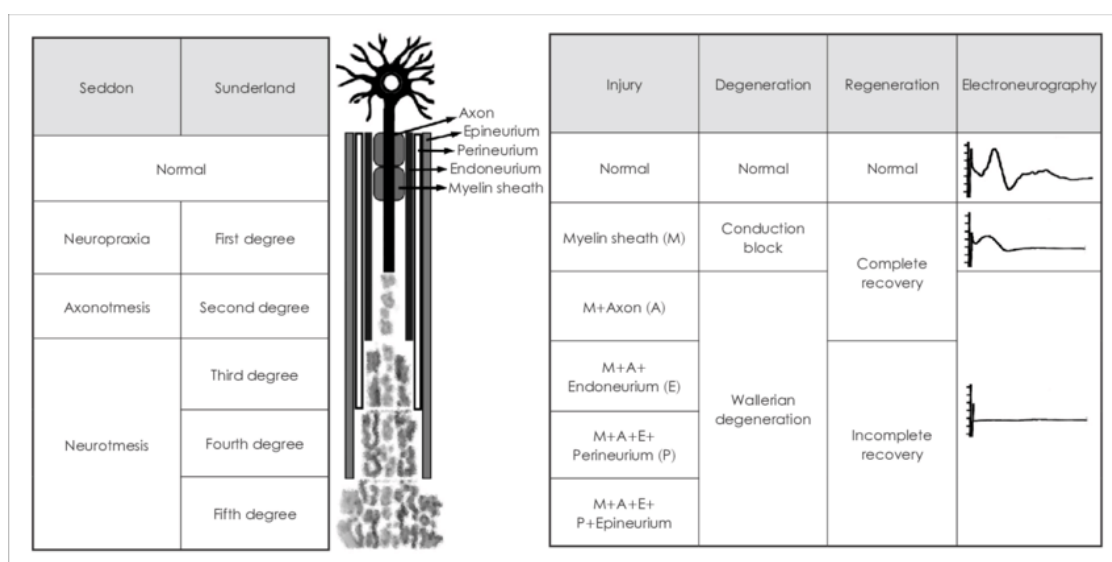 Seddon
Sunderland
Normal
Neuropraxia
First degree
Axonotmesis
Second degree
Neurotmesis
Third degree
Fourth degree
Fifth degree
Axon
Epineurium
Perineurium
Endoneurium
Myelin sheath
Injury
Degeneration
Regeneration
Electroneurography
Normal
Normal
Normal
Myelin sheath (M)
Conduction
block
Complete
recovery
M+Axon (A)
M+A+
Endoneurium (E)
Wallerian
degeneration
M+A+E+
Perineurium (P)
Incomplete
recovery
M+A+E+
P+Epineurium